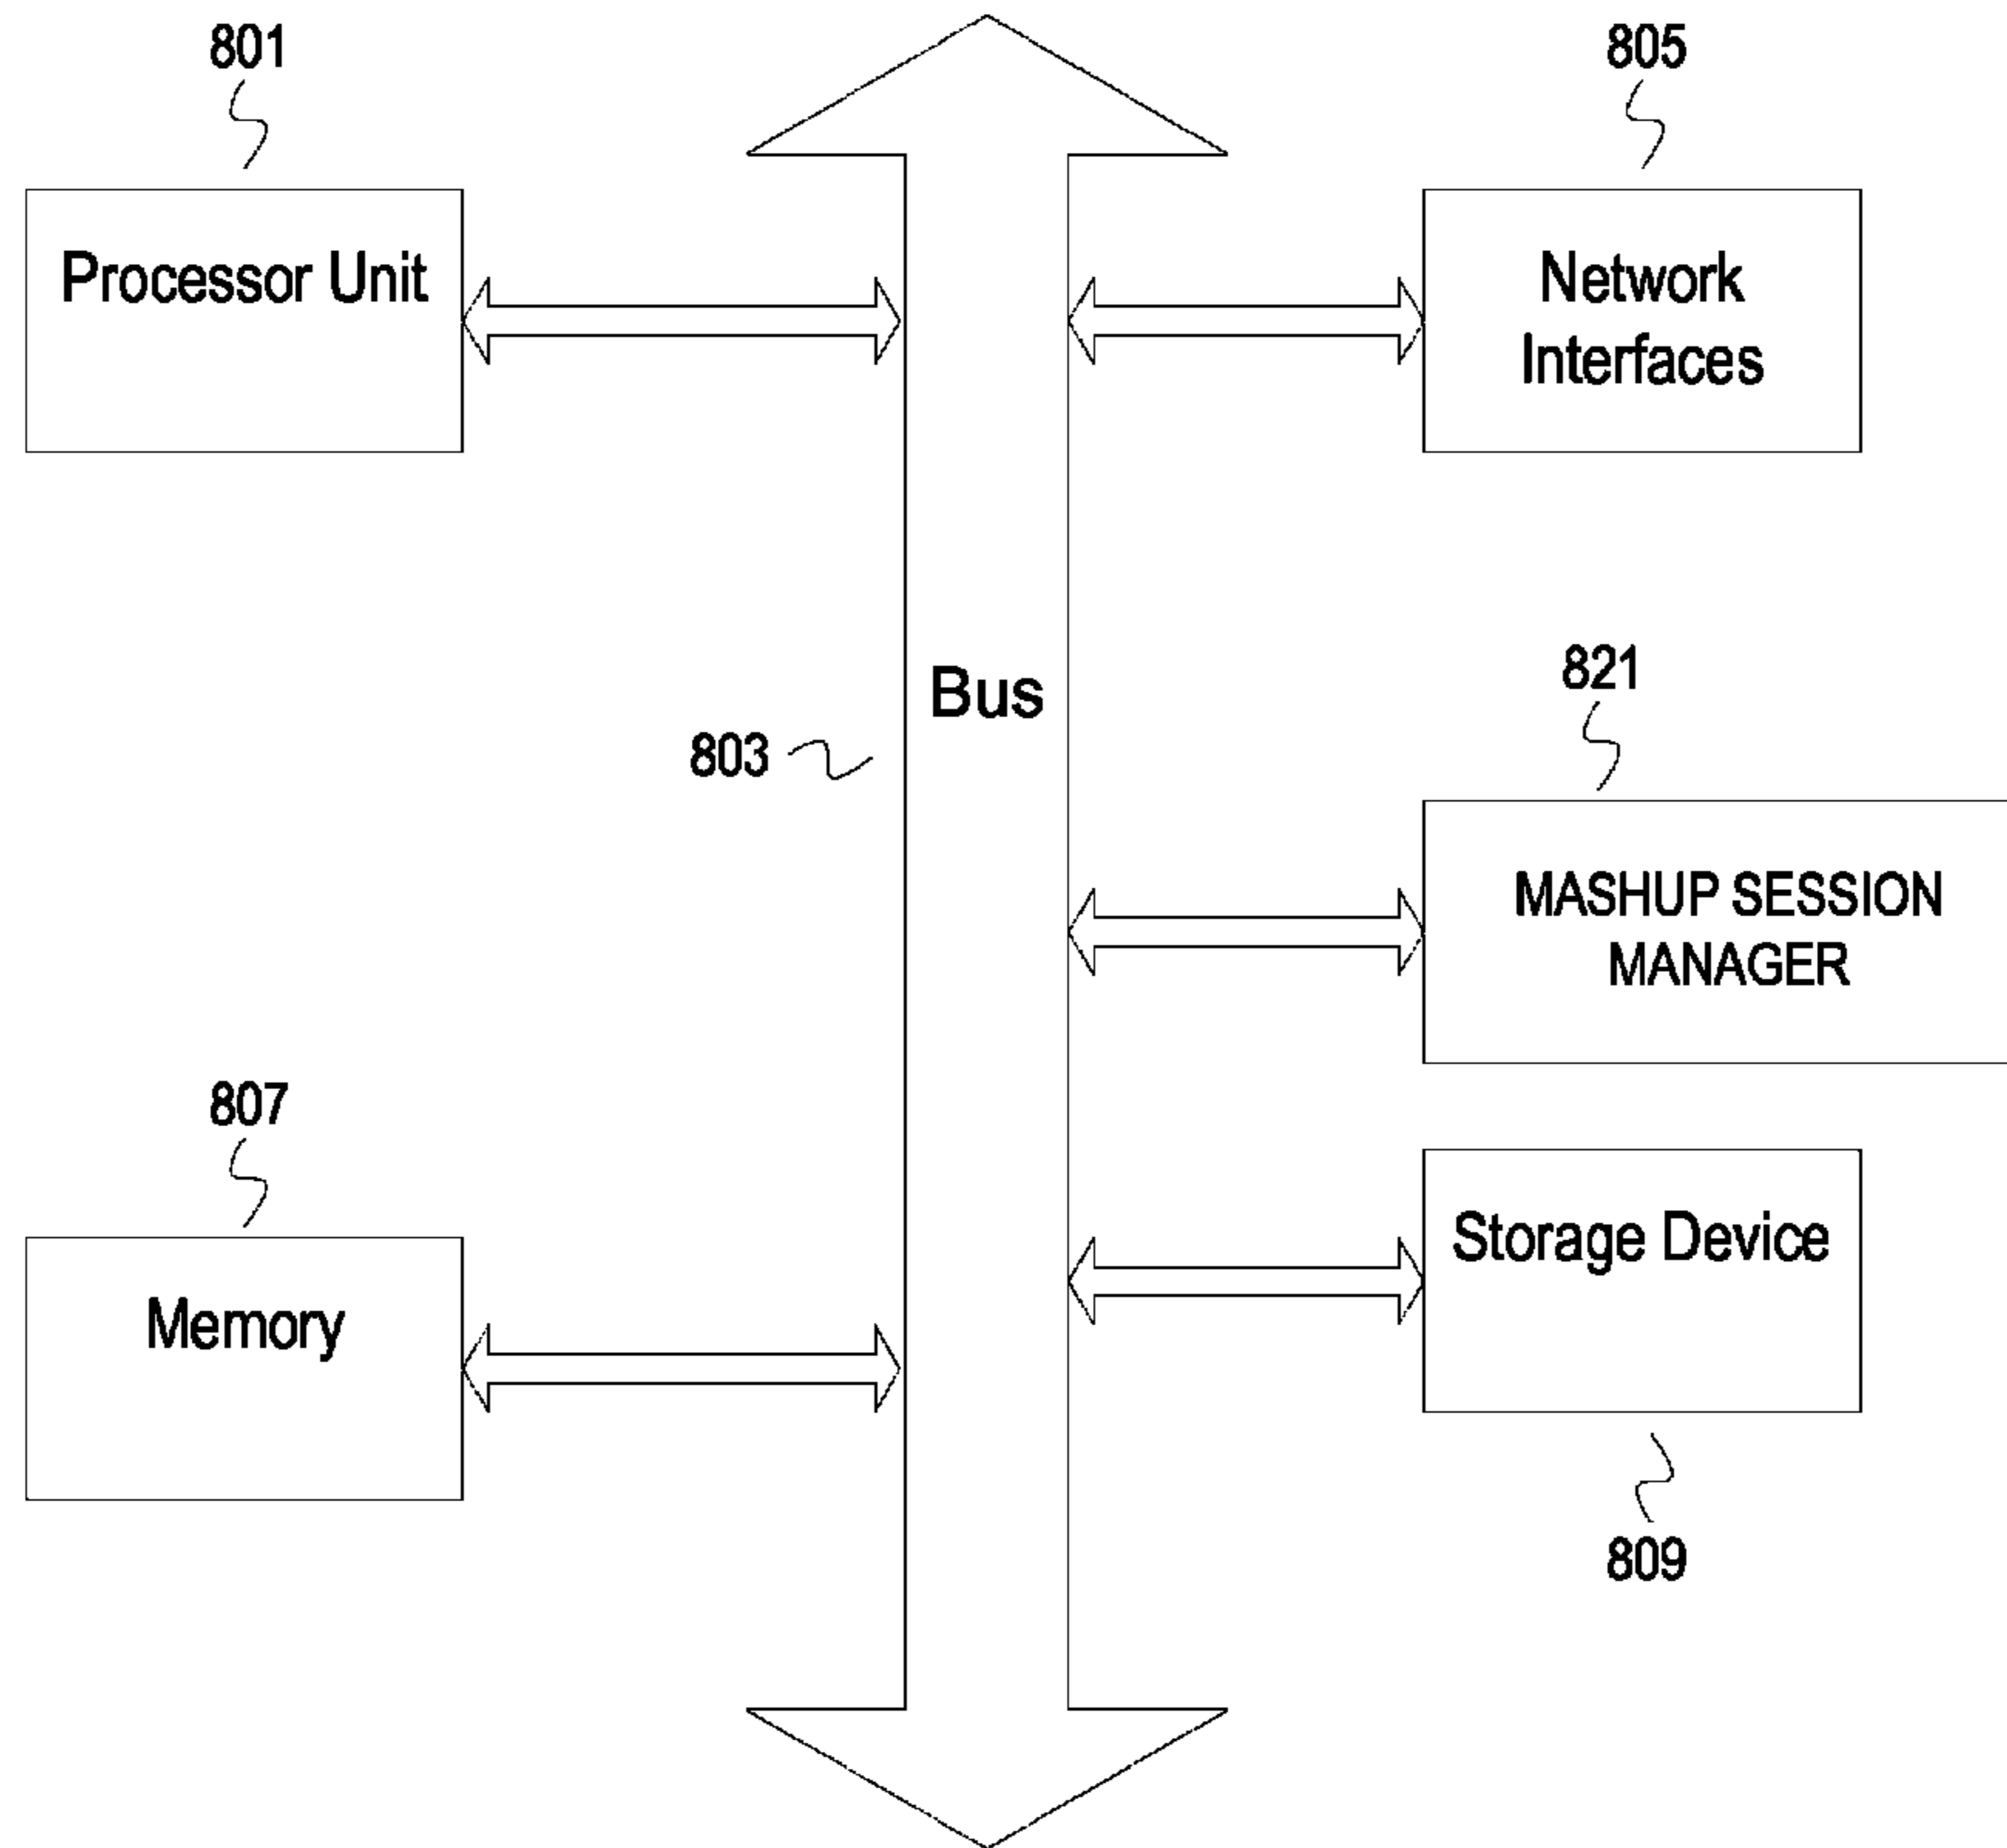 801
805
Processor Unit
Network
Interfaces
Bus
821
803
MASHUP SESSION
MANAGER
807
Storage Device
Memory
809